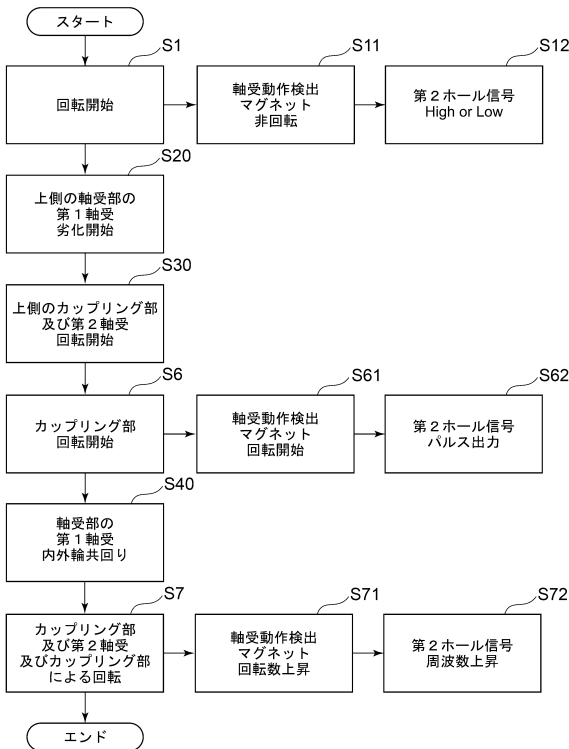 スタート
S1
回転開始
S11
軸受動作検出
マグネット
非回転
S12
第２ホール信号
High or Low
S20
上側の軸受部の
第１軸受
劣化開始
S30
上側のカップリング部
及び第２軸受
回転開始
S6
カップリング部
回転開始
S61
軸受動作検出
マグネット
回転開始
S62
第２ホール信号
パルス出力
S40
軸受部の
第１軸受
内外輪共回り
S7
カップリング部
及び第２軸受
及びカップリング部
による回転
S71
軸受動作検出
マグネット
回転数上昇
S72
第２ホール信号
周波数上昇
エンド